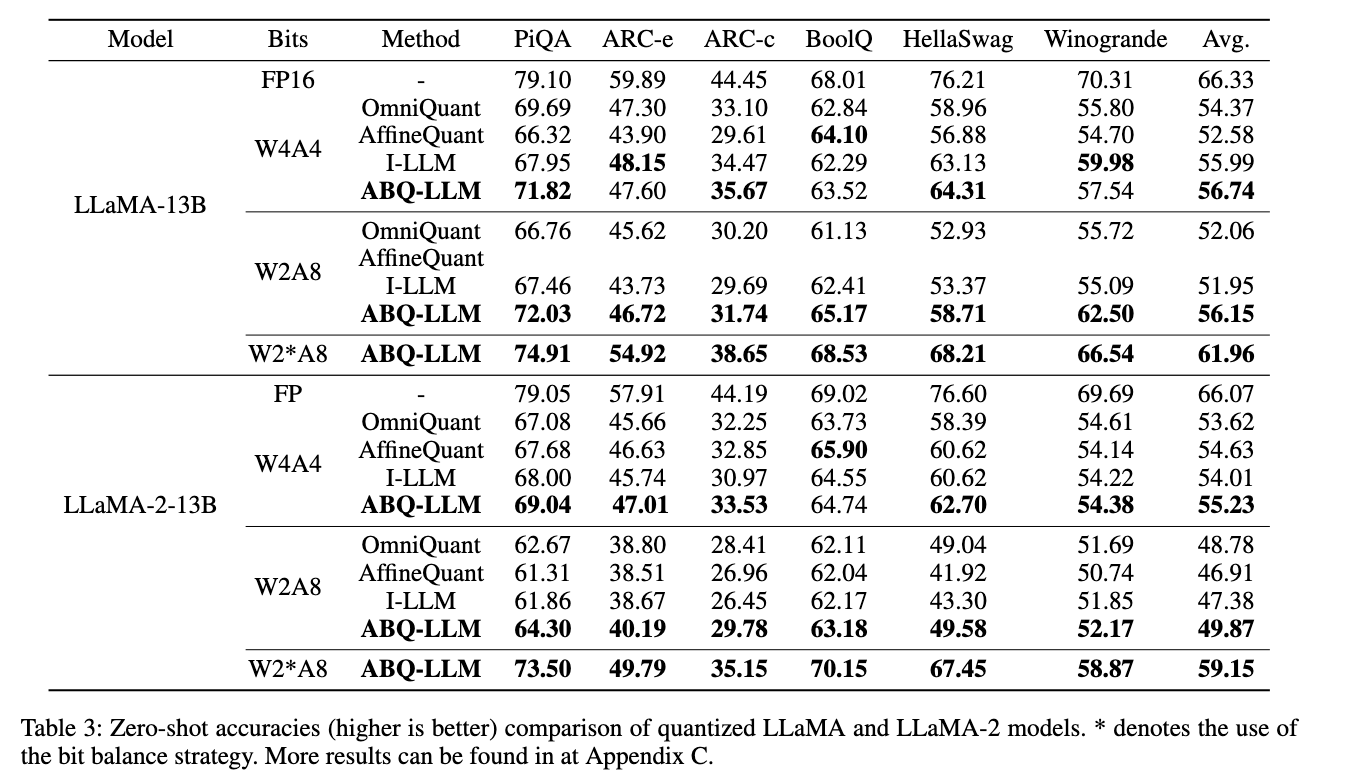 Model Bits Method PiQA ARC-e ARC-c BoolQ HellaSwag Winogrande Avg.
FP16 - 79.10 59.89 44.45 68.01 76.21 70.31 66.33
OmniQuant 69.69 47.30 33.10 62.84 58.96 55.80 54.37
AffineQuant 66.32 43.90 29.61 64.10 56.88 54.70 52.58
W4A4
I-LLM 67.95 48.15 34.47 62.29 63.13 59.98 55.99
ABQ-LLM 71.82 47.60 35.67 63.52 64.31 57.54 56.74
LLaMA-13B
OmniQuant 66.76 45.62 30.20 61.13 52.93 55.72 52.06
AffineQuant
W2A8
I-LLM 67.46 43.73 29.69 62.41 53.37 55.09 51.95
ABQ-LLM 72.03 46.72 31.74 65.17 58.71 62.50 56.15
W2*A8 ABQ-LLM 74.91 54.92 38.65 68.53 68.21 66.54 61.96
FP - 79.05 57.91 44.19 69.02 76.60 69.69 66.07
OmniQuant 67.08 45.66 32.25 63.73 58.39 54.61 53.62
AffineQuant 67.68 46.63 32.85 65.90 60.62 54.14 54.63
W4A4
I-LLM 68.00 45.74 30.97 64.55 60.62 54.22 54.01
LLaMA-2-13B ABQ-LLM 69.04 47.01 33.53 64.74 62.70 54.38 55.23
OmniQuant 62.67 38.80 28.41 62.11 49.04 51.69 48.78
AffineQuant 61.31 38.51 26.96 62.04 41.92 50.74 46.91
W2A8
I-LLM 61.86 38.67 26.45 62.17 43.30 51.85 47.38
ABQ-LLM 64.30 40.19 29.78 63.18 49.58 52.17 49.87
W2*A8 ABQ-LLM 73.50 49.79 35.15 70.15 67.45 58.87 59.15
Table 3: Zero-shot accuracies (higher is better) comparison of quantized LLaMA and LLaMA-2 models. * denotes the use of
the bit balance strategy. More results can be found in at Appendix C.